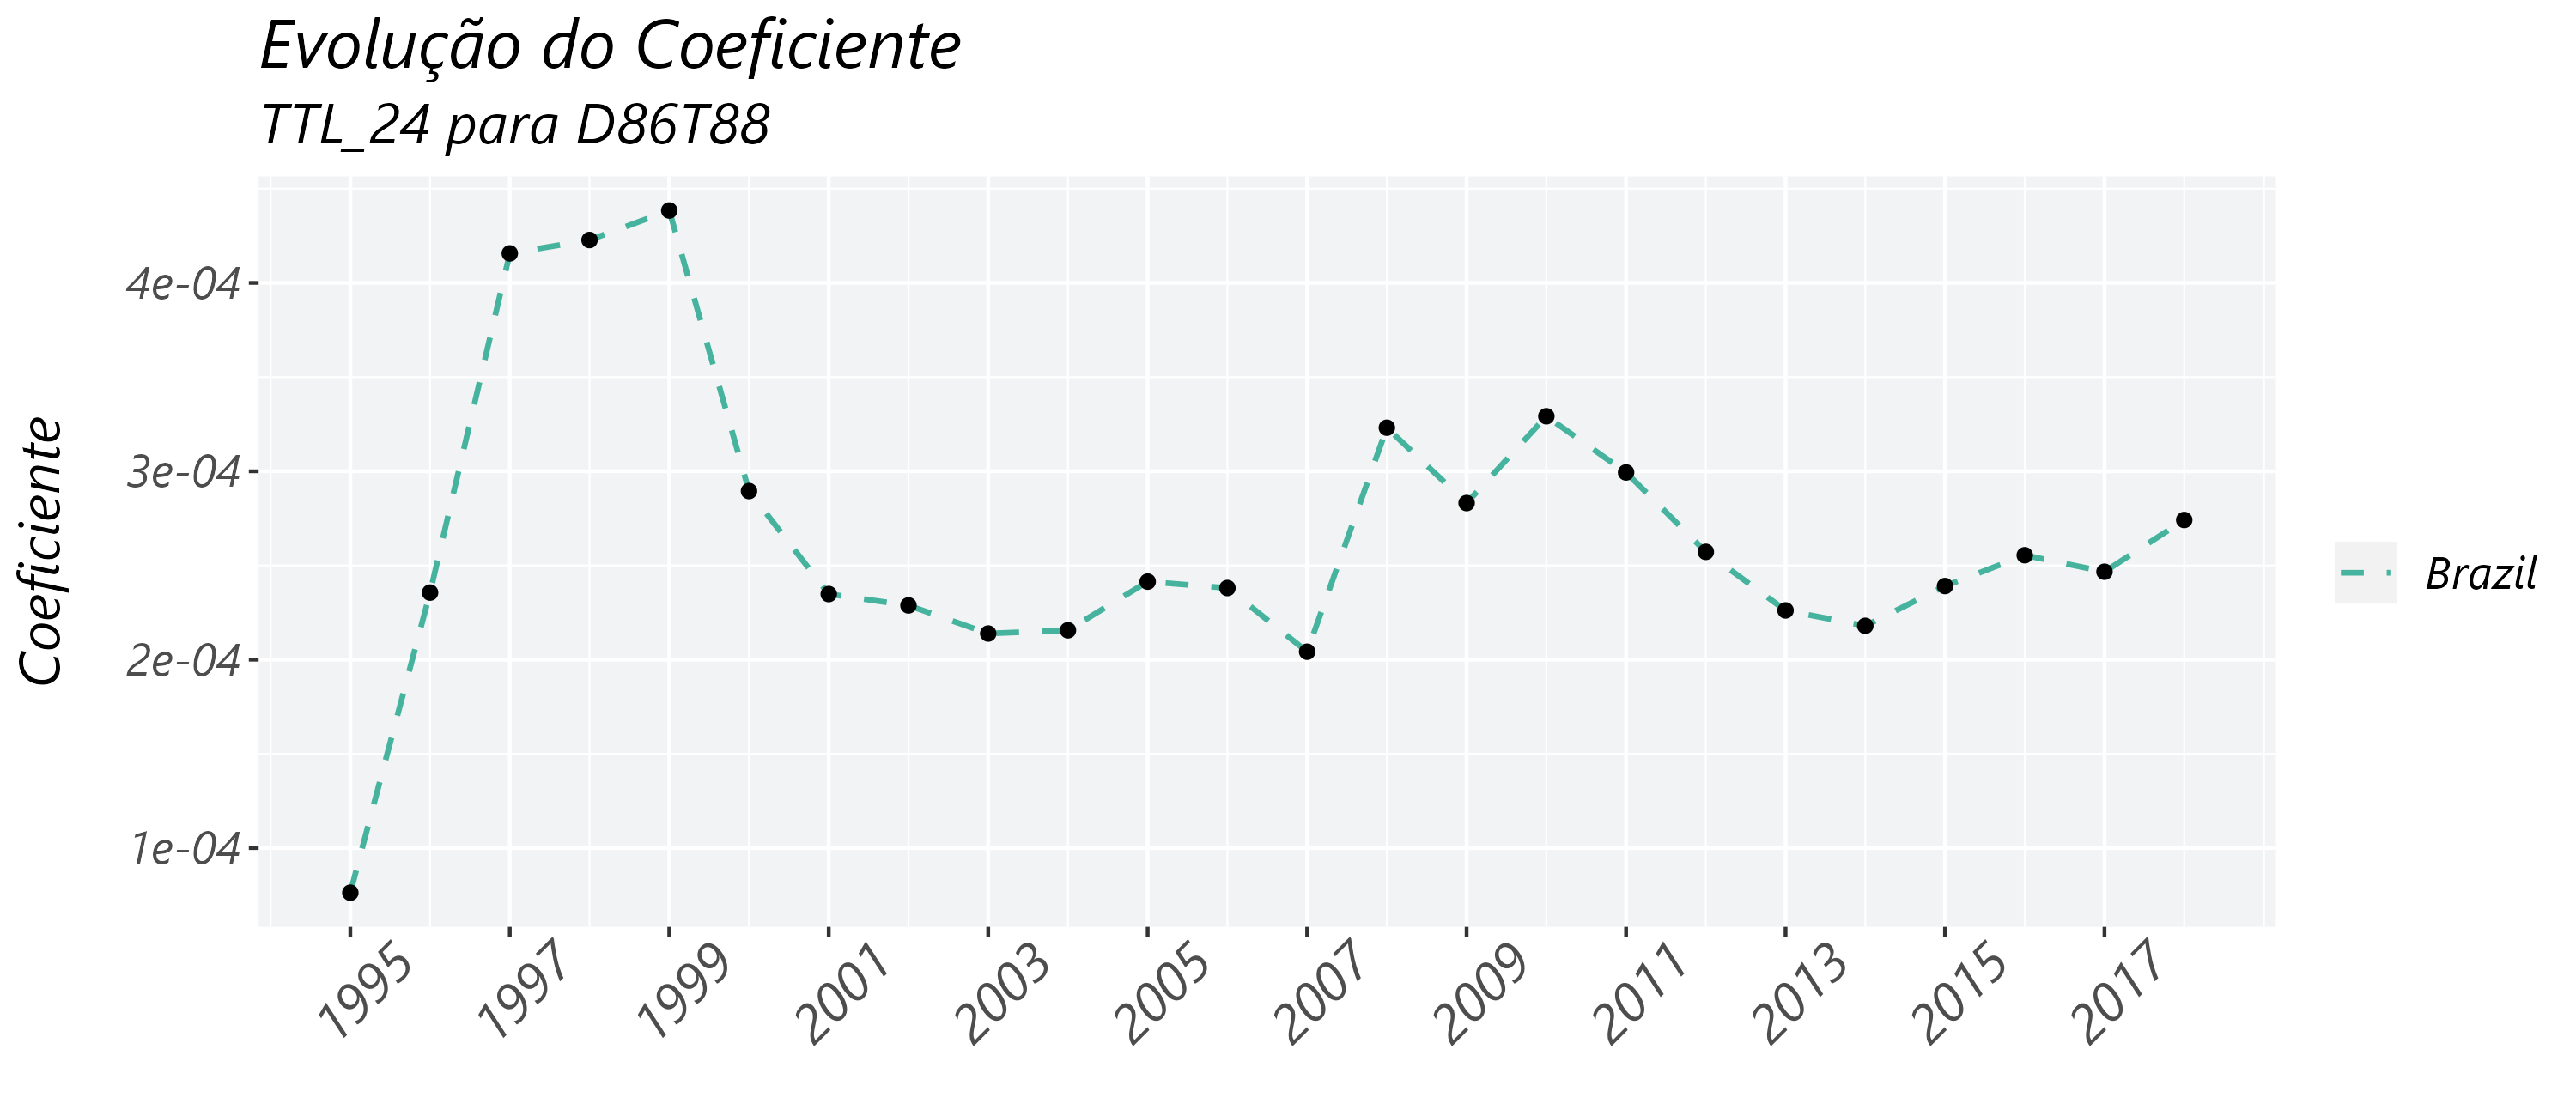 Evolução do Coeficiente
TTL_24 para D86T88
Coeficiente
4e-04
3e-04
2e-04
1e-04
1995
1997
1999
2001
2003
2005
2007
2009
2011
2013
2015
2017
Brazil